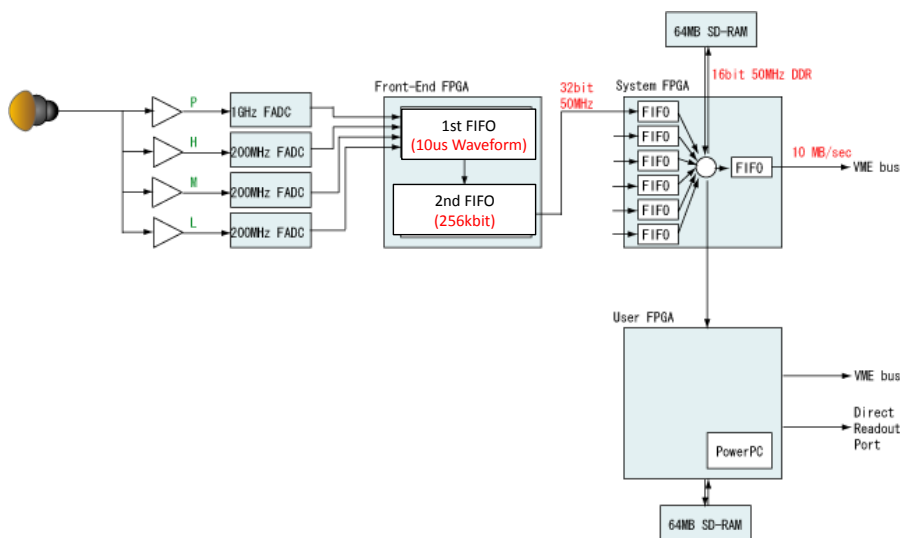 64MB SD-RAM
16bit 50MHz DDR
Front-End FPGA
32bit
50MHz
System FPGA
P
1GHz FADC
1st FIFO
(10us Waveform)
FIFO
H
200MHz FADC
FIFO
M
200MHz FADC
FIFO
FIFO
10 MB/sec
VME bus
2nd FIFO
(256kbit)
FIFO
L
200MHz FADC
FIFO
FIFO
User FPGA
VME bus
Direct
Readout
Port
PowerPC
64MB SD-RAM